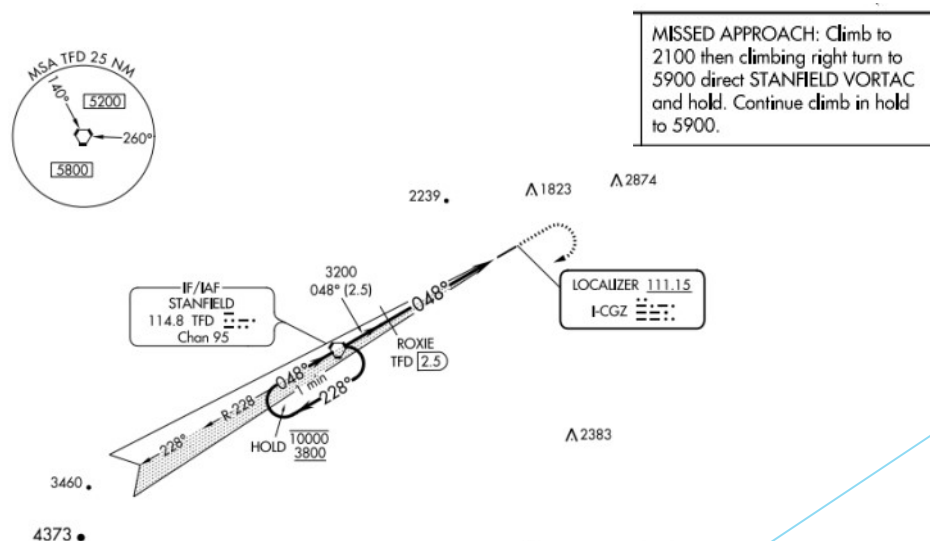 MISSED APPROACH: Climb to
2100 then climbing right turn to
5900 direct STANFIELD VORTAC
and hold. Continue climb in hold
to 5900.
MSA TFD 25 NM
140°
5200
260°
5800
2239
1823
2874
IF/IAF
STANFIELD
114.8 TFD
Chan 95
3200
048° (2.5)
048°
LOCALIZER 111.15
I-CGZ
ROXIE
TFD 2.5
048°
1 min
228°
R-228
228°
HOLD 10000
3800
2383
3460
4373